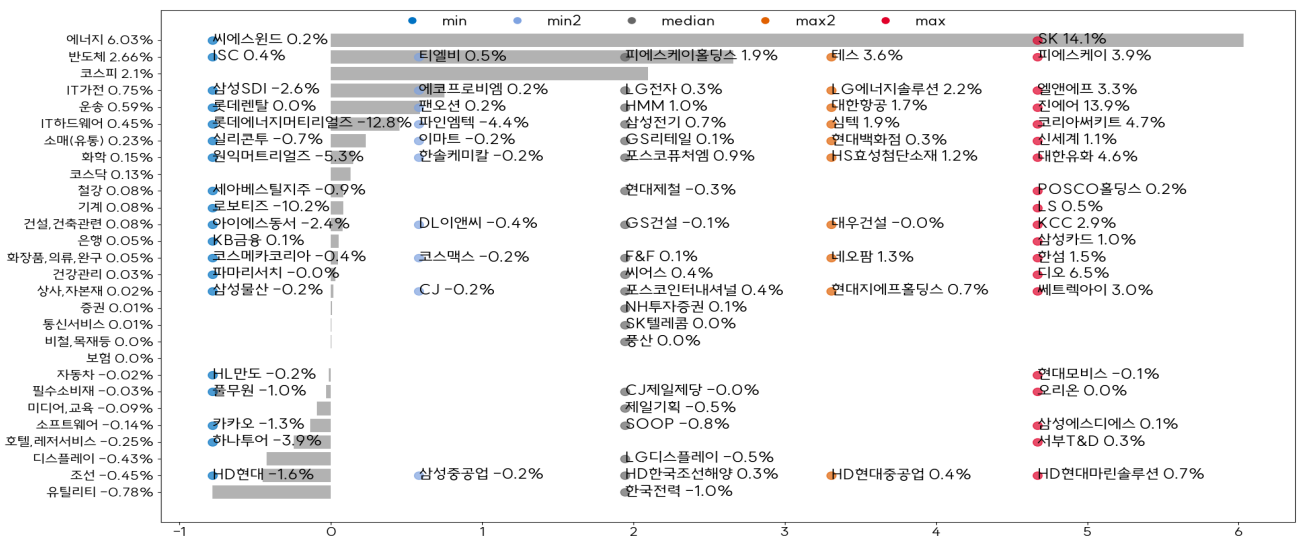 min min2 median max2 max
에너지 6.03% 씨에스윈드 0.2% SK 14.1%
반도체 2.66% ISC 0.4% 티엘비 0.5% 피에스케이홀딩스 1.9% 테스 3.6% 피에스케이 3.9%
코스피 2.1%
IT가전 0.75% 삼성SDI −2.6% 에코프로비엠 0.2% LG전자 0.3% LG에너지솔루션 2.2% 엘앤에프 3.3%
운송 0.59% 롯데렌탈 0.0% 팬오션 0.2% HMM 1.0% 대한항공 1.7% 진에어 13.9%
IT하드웨어 0.45% 롯데에너지머티리얼즈 −12.8% 파인엠텍 −4.4% 삼성전기 0.7% 심텍 1.9% 코리아써키트 4.7%
소매(유통) 0.23% 실리콘투 −0.7% 이마트 −0.2% GS리테일 0.1% 현대백화점 0.3% 신세계 1.1%
화학 0.15% 원익머트리얼즈 −5.3% 한솔케미칼 −0.2% 포스코퓨처엠 0.9% HS효성첨단소재 1.2% 대한유화 4.6%
코스닥 0.13%
철강 0.08% 세아베스틸지주 −0.9% 현대제철 −0.3% POSCO홀딩스 0.2%
기계 0.08% 로보티즈 −10.2% LS 0.5%
건설,건축관련 0.08% 아이에스동서 −2.4% DL이앤씨 −0.4% GS건설 −0.1% 대우건설 −0.0% KCC 2.9%
은행 0.05% KB금융 0.1% 삼성카드 1.0%
화장품,의류,완구 0.05% 코스메카코리아 −0.4% 코스맥스 −0.2% F&F 0.1% 네오팜 1.3% 한섬 1.5%
건강관리 0.03% 파마리서치 −0.0% 씨어스 0.4% 디오 6.5%
상사,자본재 0.02% 삼성물산 −0.2% CJ −0.2% 포스코인터내셔널 0.4% 현대지에프홀딩스 0.7% 쎄트렉아이 3.0%
증권 0.01% NH투자증권 0.1%
통신서비스 0.01% SK텔레콤 0.0%
비철,목재등 0.0% 풍산 0.0%
보험 0.0%
자동차 −0.02% HL만도 −0.2% 현대모비스 −0.1%
필수소비재 −0.03% 풀무원 −1.0% CJ제일제당 −0.0% 오리온 0.0%
미디어,교육 −0.09% 제일기획 −0.5%
소프트웨어 −0.14% 카카오 −1.3% SOOP −0.8% 삼성에스디에스 0.1%
호텔,레저서비스 −0.25% 하나투어 −3.9% 서부T&D 0.3%
디스플레이 −0.43% LG디스플레이 −0.5%
조선 −0.45% HD현대 −1.6% 삼성중공업 −0.2% HD한국조선해양 0.3% HD현대중공업 0.4% HD현대마린솔루션 0.7%
유틸리티 −0.78% 한국전력 −1.0%
−1 0 1 2 3 4 5 6